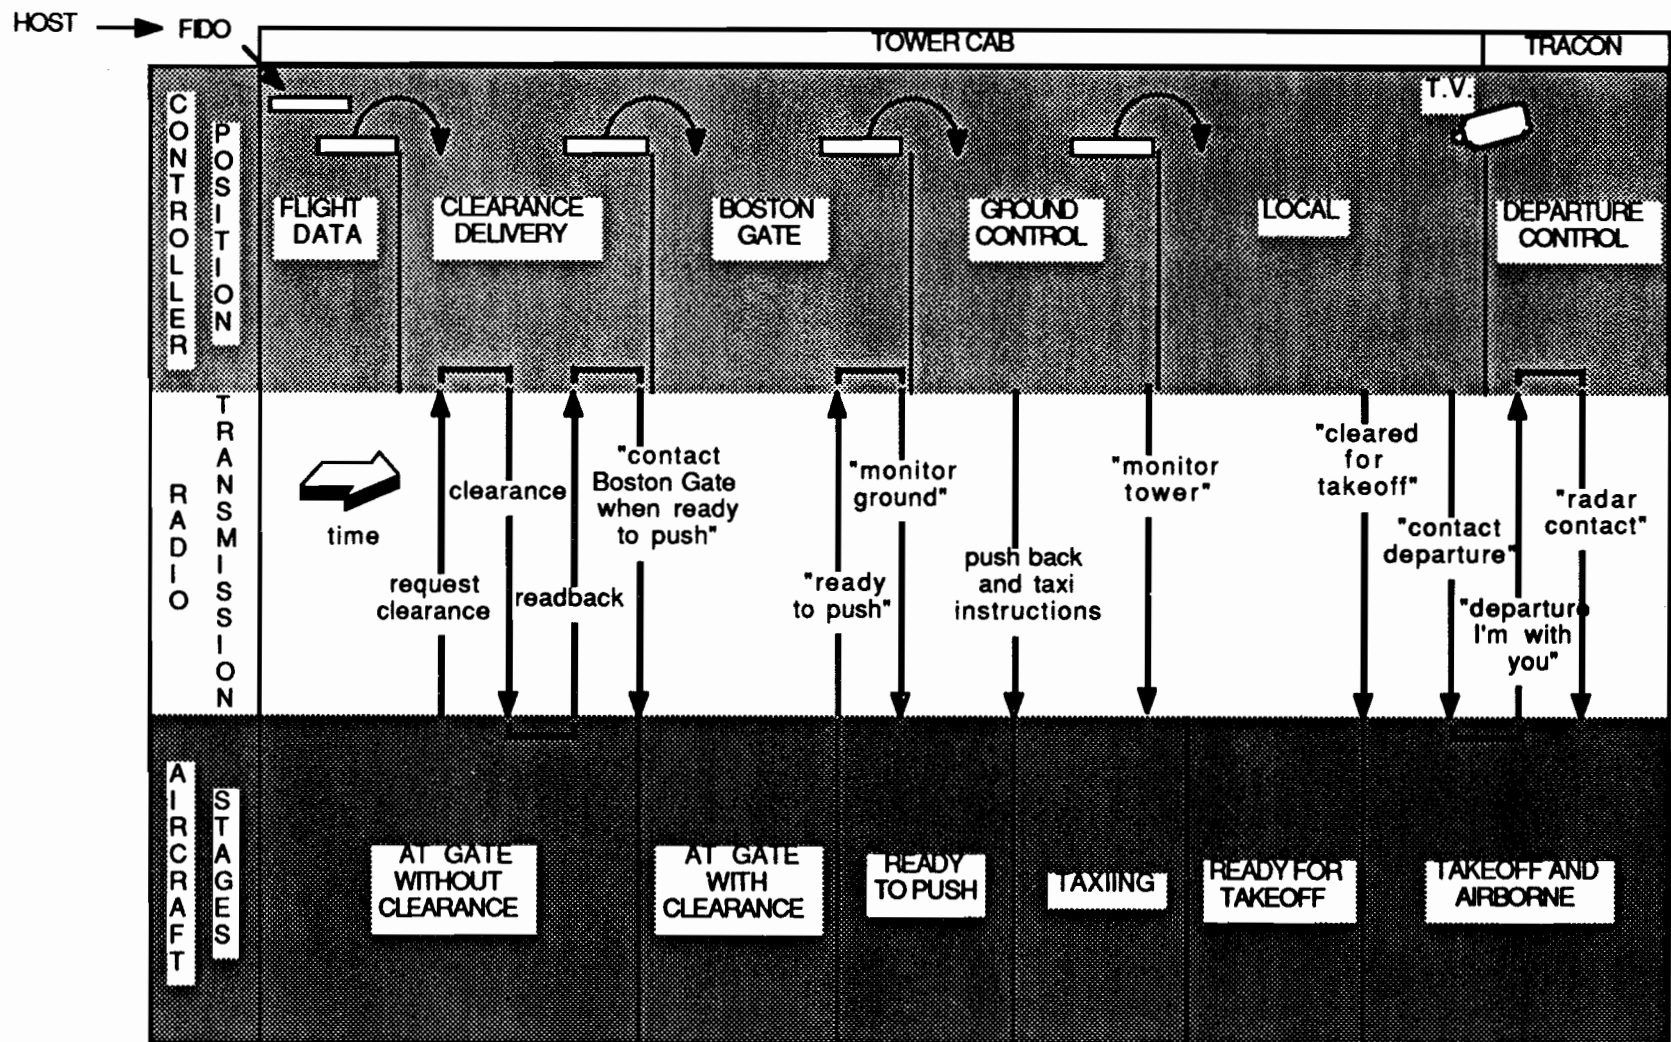 HOST
FIDO
TOWER CAB
TRACON
CONTROLLER
POSITION
T.V.
FLIGHT
DATA
CLEARANCE
DELIVERY
BOSTON
GATE
GROUND
CONTROL
LOCAL
DEPARTURE
CONTROL
RADIO
TRANSMISSION
time
request
clearance
clearance
readback
"contact
Boston Gate
when ready
to push"
"ready
to push"
"monitor
ground"
push back
and taxi
instructions
"monitor
tower"
"cleared
for
takeoff"
"contact
departure"
"departure
I'm with
you"
"radar
contact"
AIRCRAFT
STAGES
AT GATE
WITHOUT
CLEARANCE
AT GATE
WITH
CLEARANCE
READY
TO PUSH
TAXIING
READY FOR
TAKEOFF
TAKEOFF AND
AIRBORNE